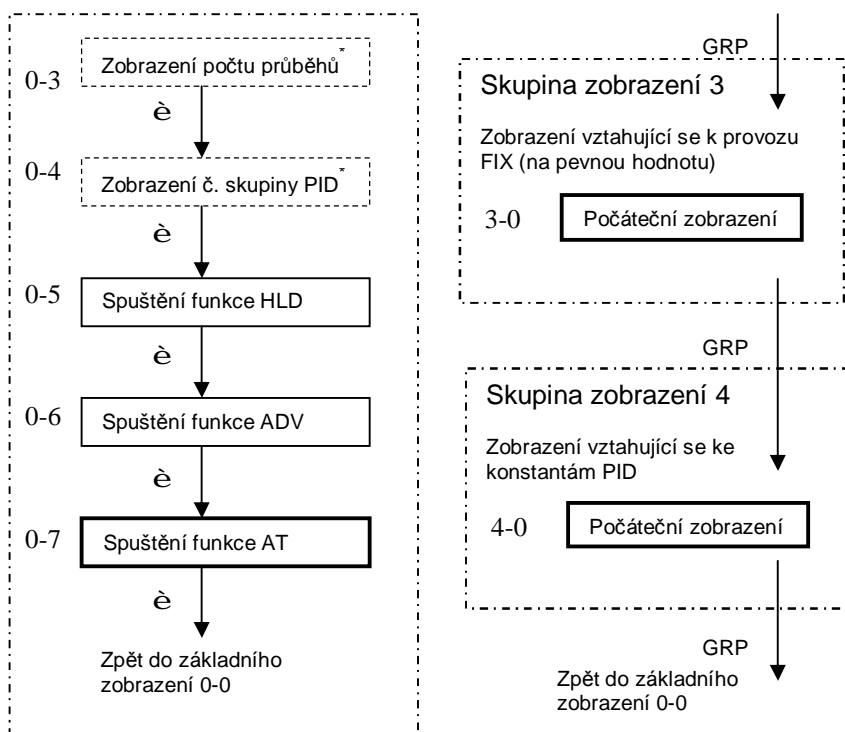 0-3
Zobrazení počtu průběhů*
è
0-4
Zobrazení č. skupiny PID*
è
0-5
Spuštění funkce HLD
è
0-6
Spuštění funkce ADV
è
0-7
Spuštění funkce AT
è
Zpět do základního
zobrazení 0-0
GRP
Skupina zobrazení 3
Zobrazení vztahující se k provozu
FIX (na pevnou hodnotu)
3-0
Počáteční zobrazení
GRP
Skupina zobrazení 4
Zobrazení vztahující se ke
konstantám PID
4-0
Počáteční zobrazení
GRP
Zpět do základního
zobrazení 0-0